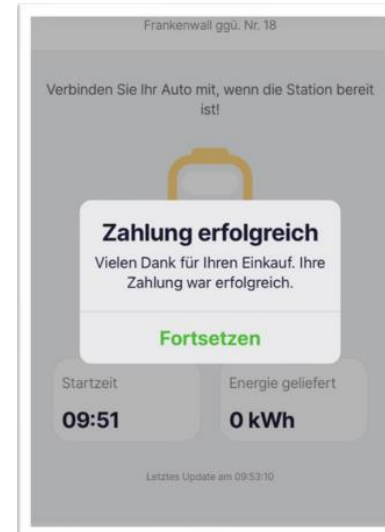 Frankenwall ggü. Nr. 18
Verbinden Sie Ihr Auto mit, wenn die Station bereit
ist!
Zahlung erfolgreich
Vielen Dank für Ihren Einkauf. Ihre
Zahlung war erfolgreich.
Fortsetzen
Startzeit
Energie geliefert
09:51
0 kWh
Letztes Update am 09:53:10